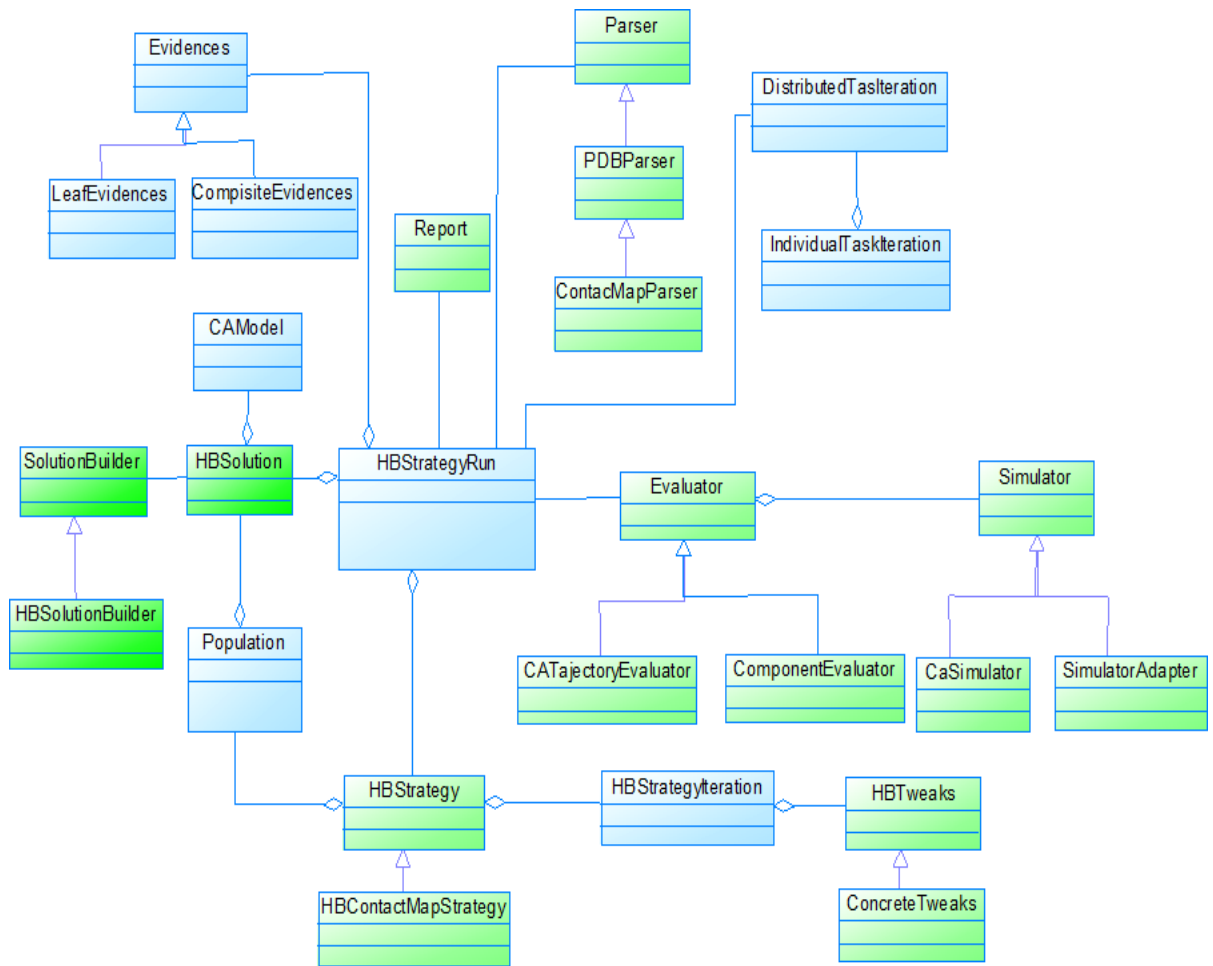 Parser
Evidences
DistributedTasIteration
PDBParser
LeafEvidences
CompisiteEvidences
Report
IndividualTaskIteration
ContacMapParser
CAModel
SolutionBuilder
HBSolution
HBStrategyRun
Evaluator
Simulator
HBSolutionBuilder
Population
CATajectoryEvaluator
ComponentEvaluator
CaSimulator
SimulatorAdapter
HBStrategy
HBStrategyIteration
HBTweaks
HBContactMapStrategy
ConcreteTweaks